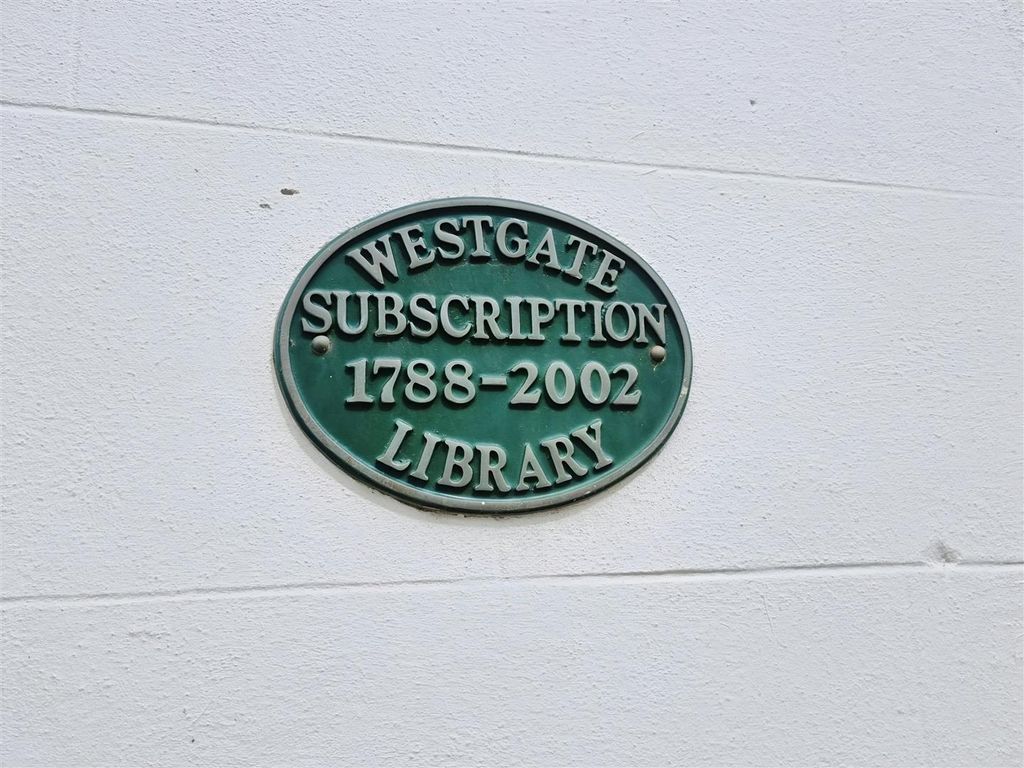 WESTGATE
SUBSCRIPTION
1788-2002
LIBRARY